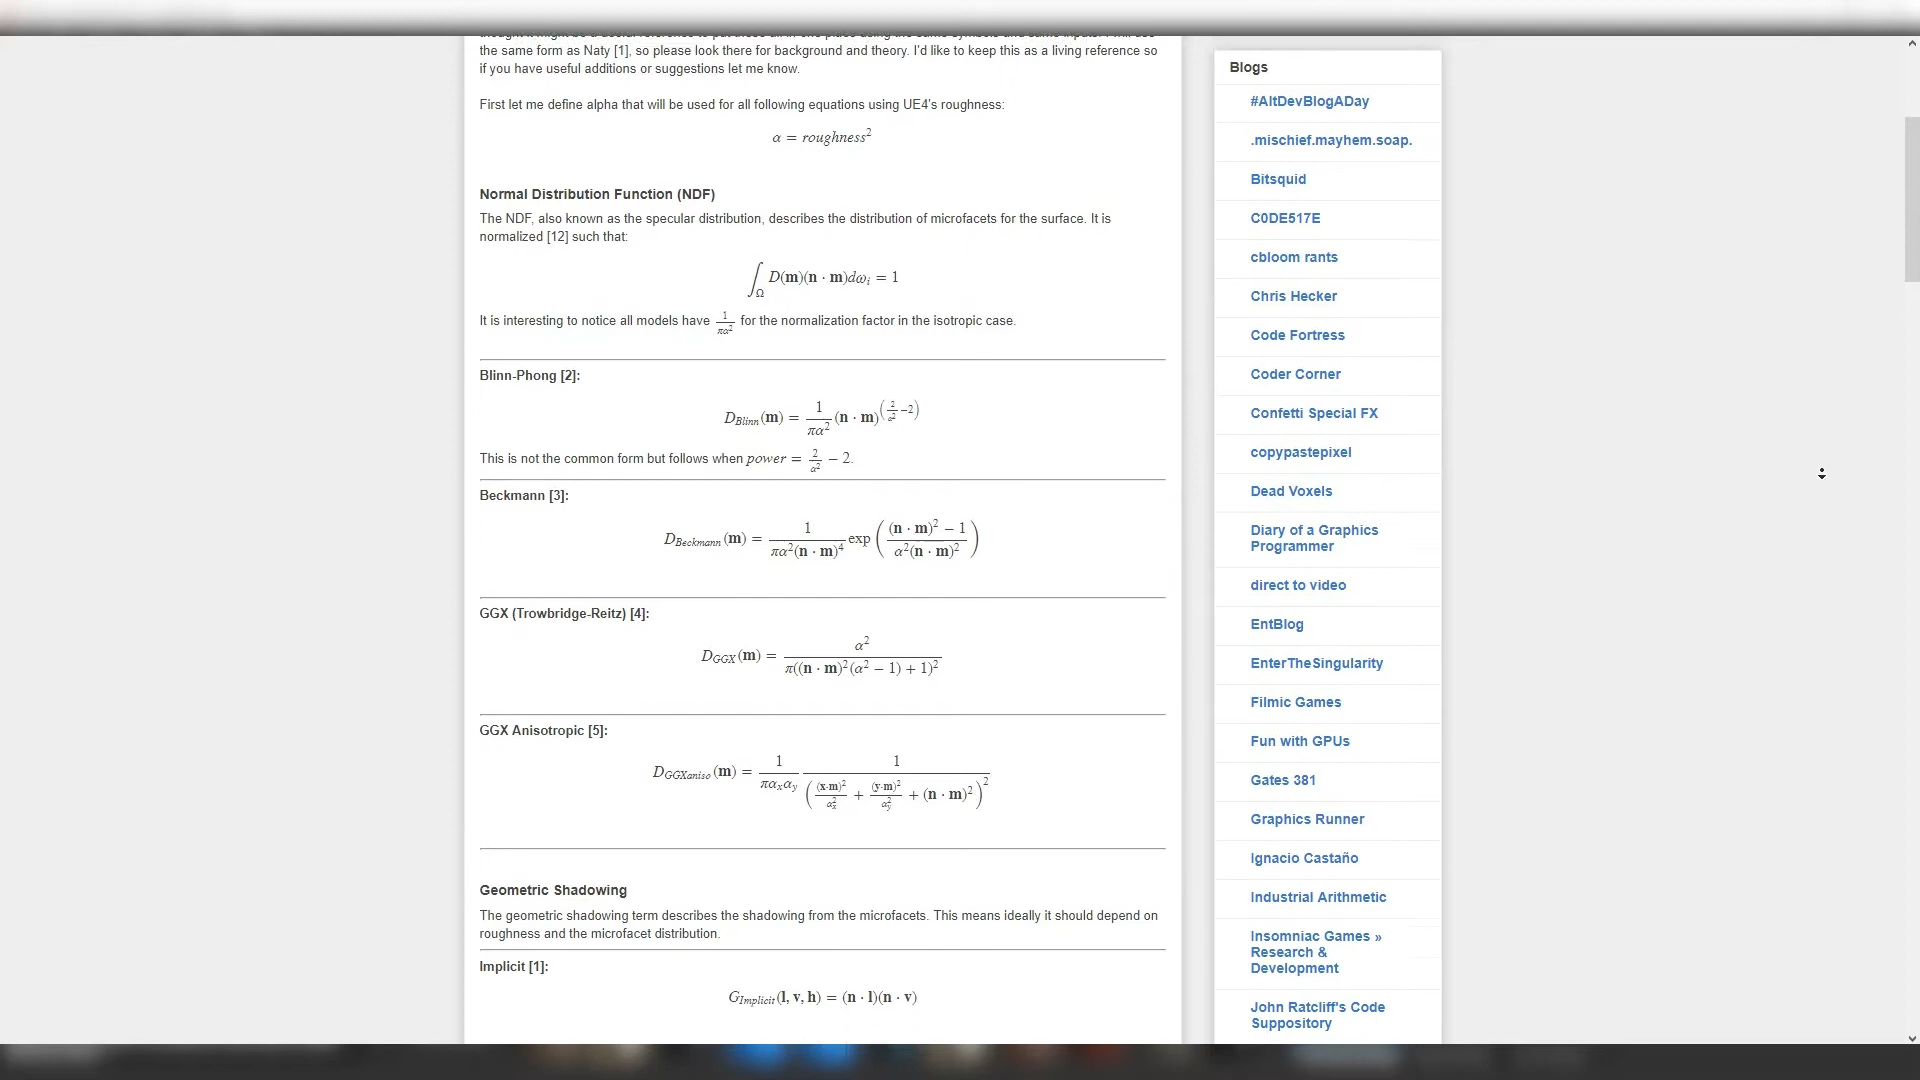 the same form as Naty [1], so please look there for background and theory. I'd like to keep this as a living reference so
if you have useful additions or suggestions let me know.
First let me define alpha that will be used for all following equations using UE4's roughness:
α = roughness²
Normal Distribution Function (NDF)
The NDF, also known as the specular distribution, describes the distribution of microfacets for the surface. It is
normalized [12] such that:
∫_Ω D(m)(n · m)dω_i = 1
It is interesting to notice all models have 1/(πα²) for the normalization factor in the isotropic case.
Blinn-Phong [2]:
D_Blinn(m) = 1/(πα²) (n · m)^(2/α² − 2)
This is not the common form but follows when power = 2/α² − 2.
Beckmann [3]:
D_Beckmann(m) = 1/(πα²(n · m)⁴) exp(((n · m)² − 1)/(α²(n · m)²))
GGX (Trowbridge-Reitz) [4]:
D_GGX(m) = α²/(π((n · m)²(α² − 1) + 1)²)
GGX Anisotropic [5]:
D_GGXaniso(m) = 1/(πα_xα_y) 1/((x·m)²/α_x² + (y·m)²/α_y² + (n · m)²)²
Geometric Shadowing
The geometric shadowing term describes the shadowing from the microfacets. This means ideally it should depend on
roughness and the microfacet distribution.
Implicit [1]:
G_Implicit(l, v, h) = (n · l)(n · v)
Blogs
#AltDevBlogADay
.mischief.mayhem.soap.
Bitsquid
C0DE517E
cbloom rants
Chris Hecker
Code Fortress
Coder Corner
Confetti Special FX
copypastepixel
Dead Voxels
Diary of a Graphics
Programmer
direct to video
EntBlog
EnterTheSingularity
Filmic Games
Fun with GPUs
Gates 381
Graphics Runner
Ignacio Castaño
Industrial Arithmetic
Insomniac Games »
Research &
Development
John Ratcliff's Code
Suppository